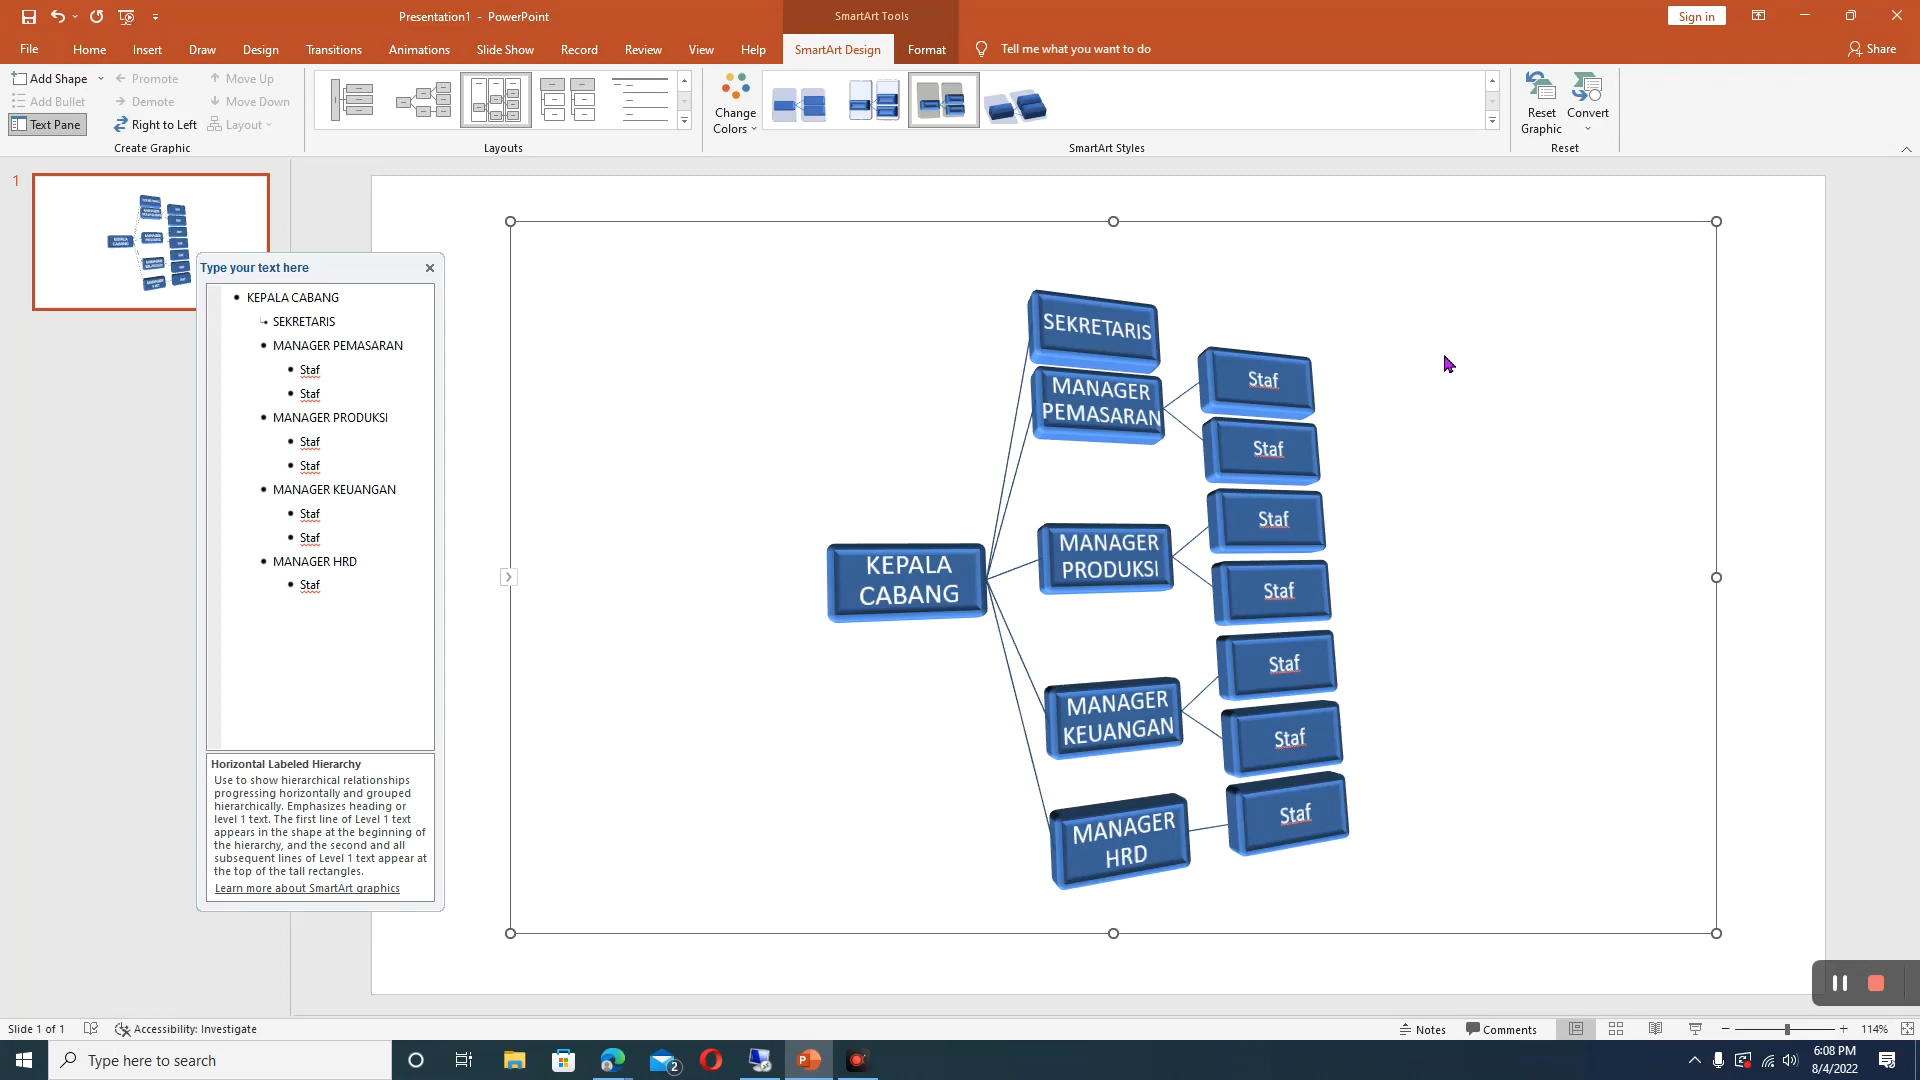 Presentation1 - PowerPoint
SmartArt Tools
Sign in
File Home Insert Draw Design Transitions Animations Slide Show Record Review View Help SmartArt Design Format Tell me what you want to do Share
Add Shape Promote Move Up
Add Bullet Demote Move Down
Text Pane Right to Left Layout
Create Graphic
Layouts
Change
Colors
SmartArt Styles
Reset
Graphic
Convert
Reset
1
Type your text here
KEPALA CABANG
SEKRETARIS
MANAGER PEMASARAN
Staf
Staf
MANAGER PRODUKSI
Staf
Staf
MANAGER KEUANGAN
Staf
Staf
MANAGER HRD
Staf
Horizontal Labeled Hierarchy
Use to show hierarchical relationships
progressing horizontally and grouped
hierarchically. Emphasizes heading or
level 1 text. The first line of Level 1 text
appears in the shape at the beginning of
the hierarchy, and the second and all
subsequent lines of Level 1 text appear at
the top of the tall rectangles.
Learn more about SmartArt graphics
KEPALA
CABANG
SEKRETARIS
MANAGER
PEMASARAN
Staf
Staf
MANAGER
PRODUKSI
Staf
Staf
MANAGER
KEUANGAN
Staf
Staf
MANAGER
HRD
Staf
Slide 1 of 1 Accessibility: Investigate Notes Comments 114%
Type here to search
2
6:08 PM
8/4/2022